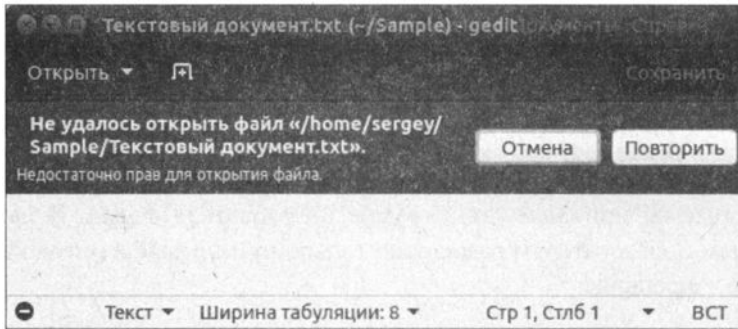 Текстовый документ.txt (~/Sample) - gedit
Открыть
Сохранить
Не удалось открыть файл «/home/sergey/
Sample/Текстовый документ.txt».
Недостаточно прав для открытия файла.
Отмена
Повторить
Текст
Ширина табуляции: 8
Стр 1, Стлб 1
ВСТ